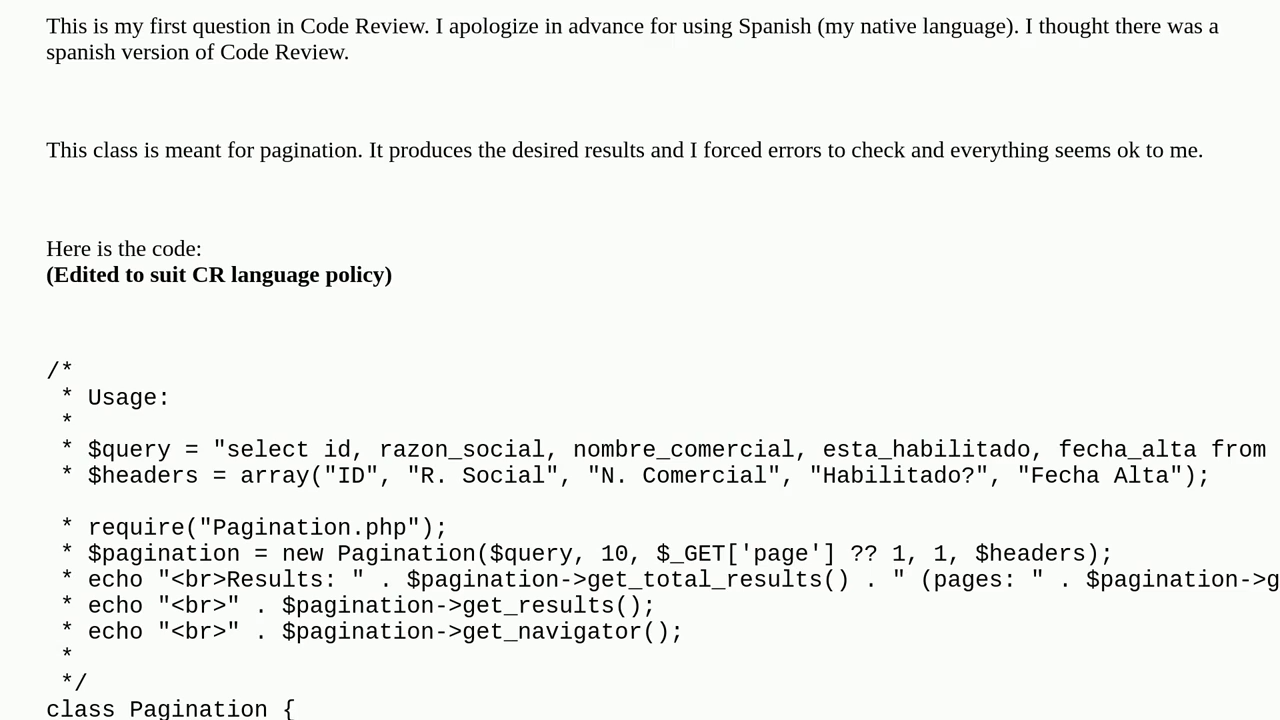 This is my first question in Code Review. I apologize in advance for using Spanish (my native language). I thought there was a
spanish version of Code Review.
This class is meant for pagination. It produces the desired results and I forced errors to check and everything seems ok to me.
Here is the code:
(Edited to suit CR language policy)
/*
 * Usage:
 *
 * $query = "select id, razon_social, nombre_comercial, esta_habilitado, fecha_alta from
 * $headers = array("ID", "R. Social", "N. Comercial", "Habilitado?", "Fecha Alta");
 * require("Pagination.php");
 * $pagination = new Pagination($query, 10, $_GET['page'] ?? 1, 1, $headers);
 * echo "<br>Results: " . $pagination->get_total_results() . " (pages: " . $pagination->g
 * echo "<br>" . $pagination->get_results();
 * echo "<br>" . $pagination->get_navigator();
 *
 */
class Pagination {